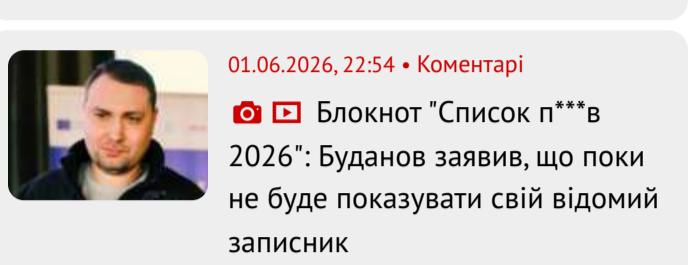 01.06.2026, 22:54 • Коментарі
Блокнот "Список п***в
2026": Буданов заявив, що поки
не буде показувати свій відомий
записник